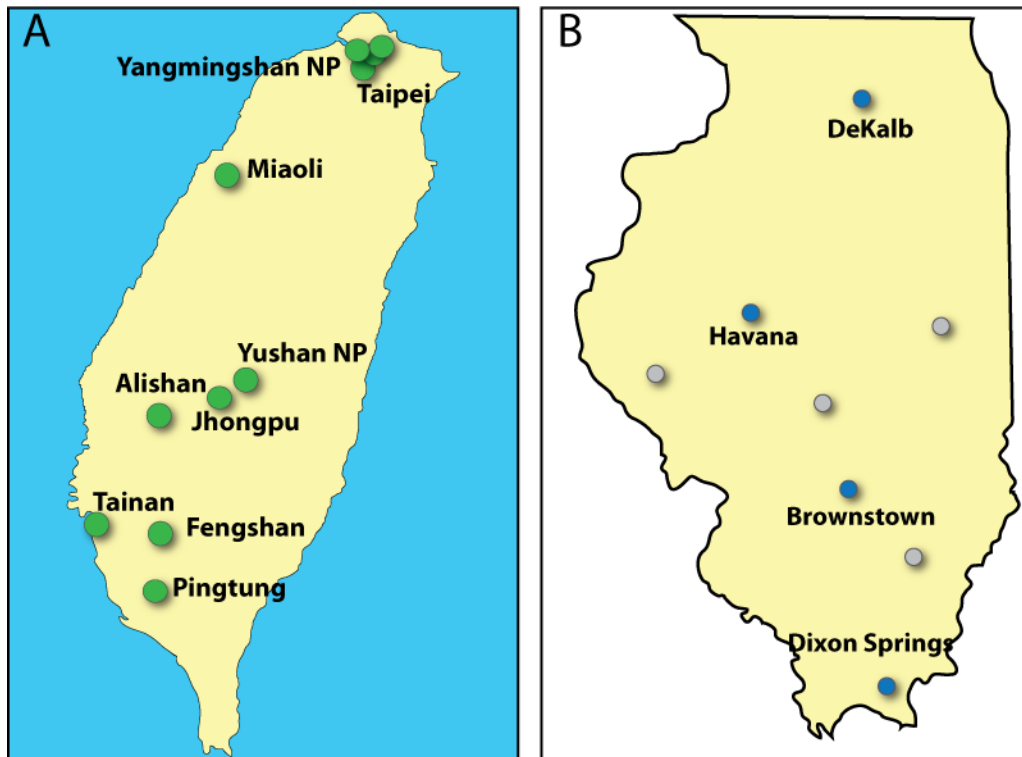 A
Yangmingshan NP
Taipei
Miaoli
Yushan NP
Alishan
Jhongpu
Tainan
Fengshan
Pingtung
B
DeKalb
Havana
Brownstown
Dixon Springs